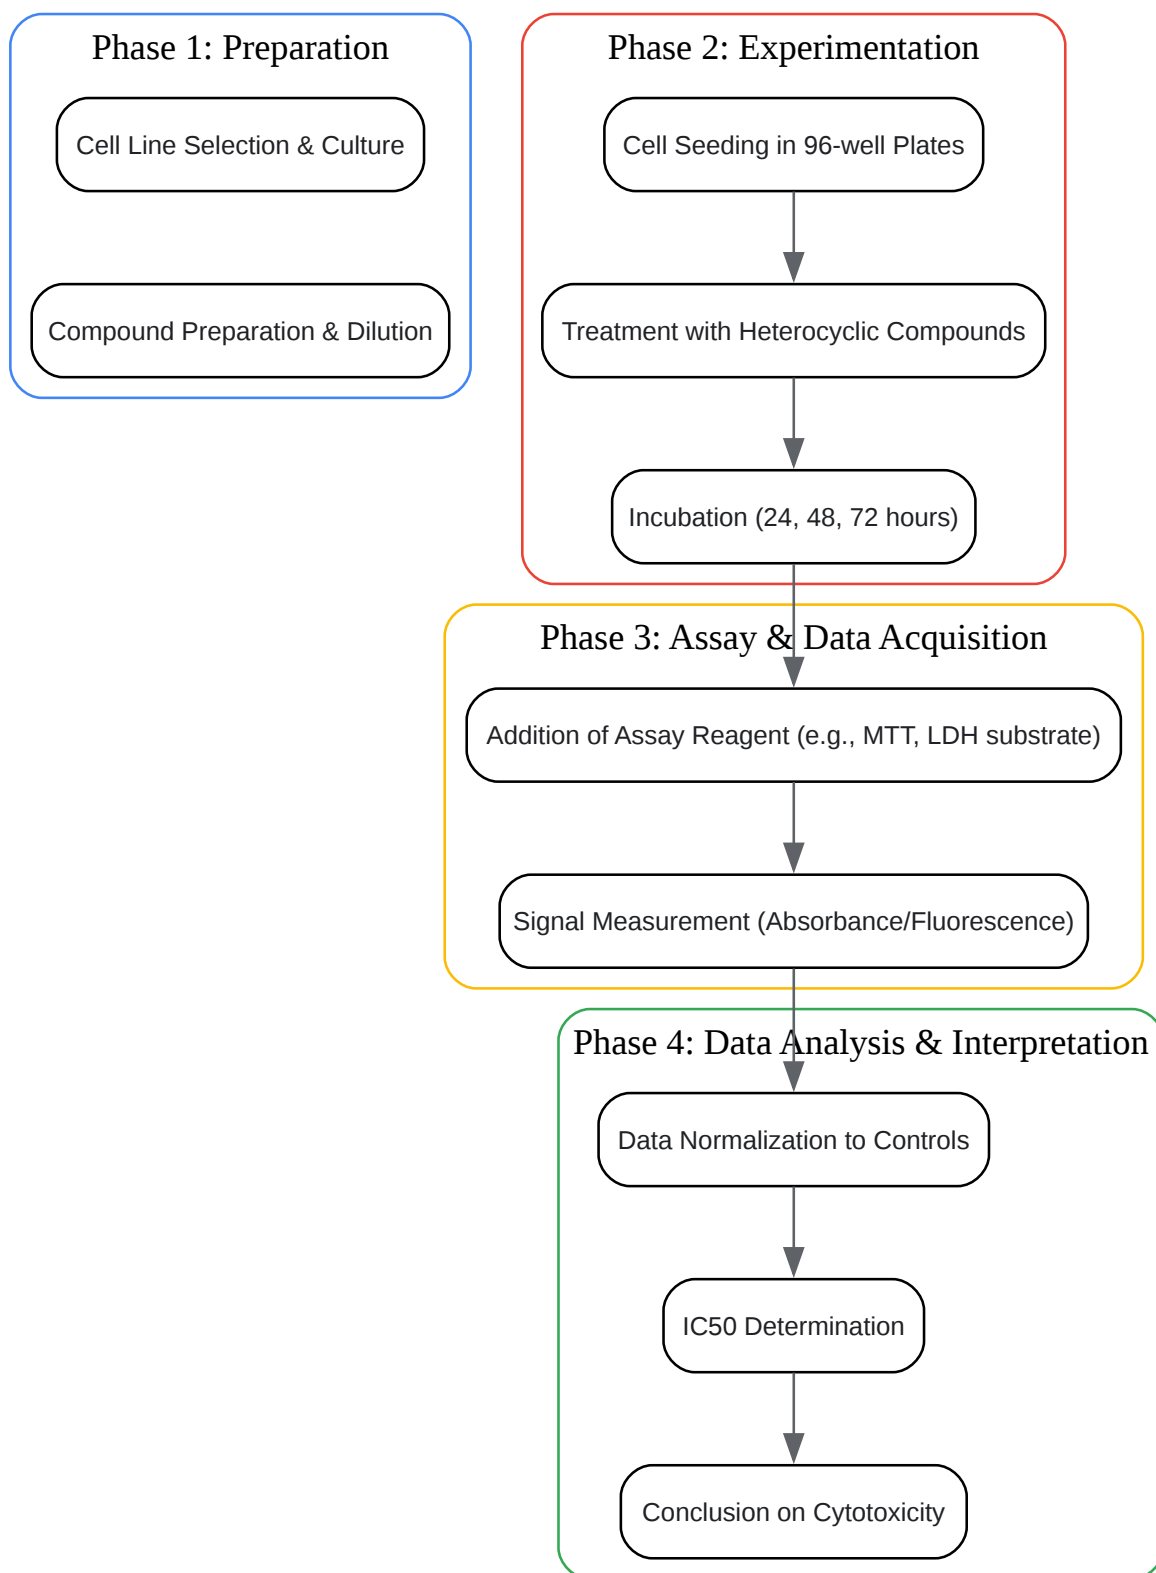 Phase 1: Preparation
Cell Line Selection & Culture
Compound Preparation & Dilution
Phase 2: Experimentation
Cell Seeding in 96-well Plates
Treatment with Heterocyclic Compounds
Incubation (24, 48, 72 hours)
Phase 3: Assay & Data Acquisition
Addition of Assay Reagent (e.g., MTT, LDH substrate)
Signal Measurement (Absorbance/Fluorescence)
Phase 4: Data Analysis & Interpretation
Data Normalization to Controls
IC50 Determination
Conclusion on Cytotoxicity